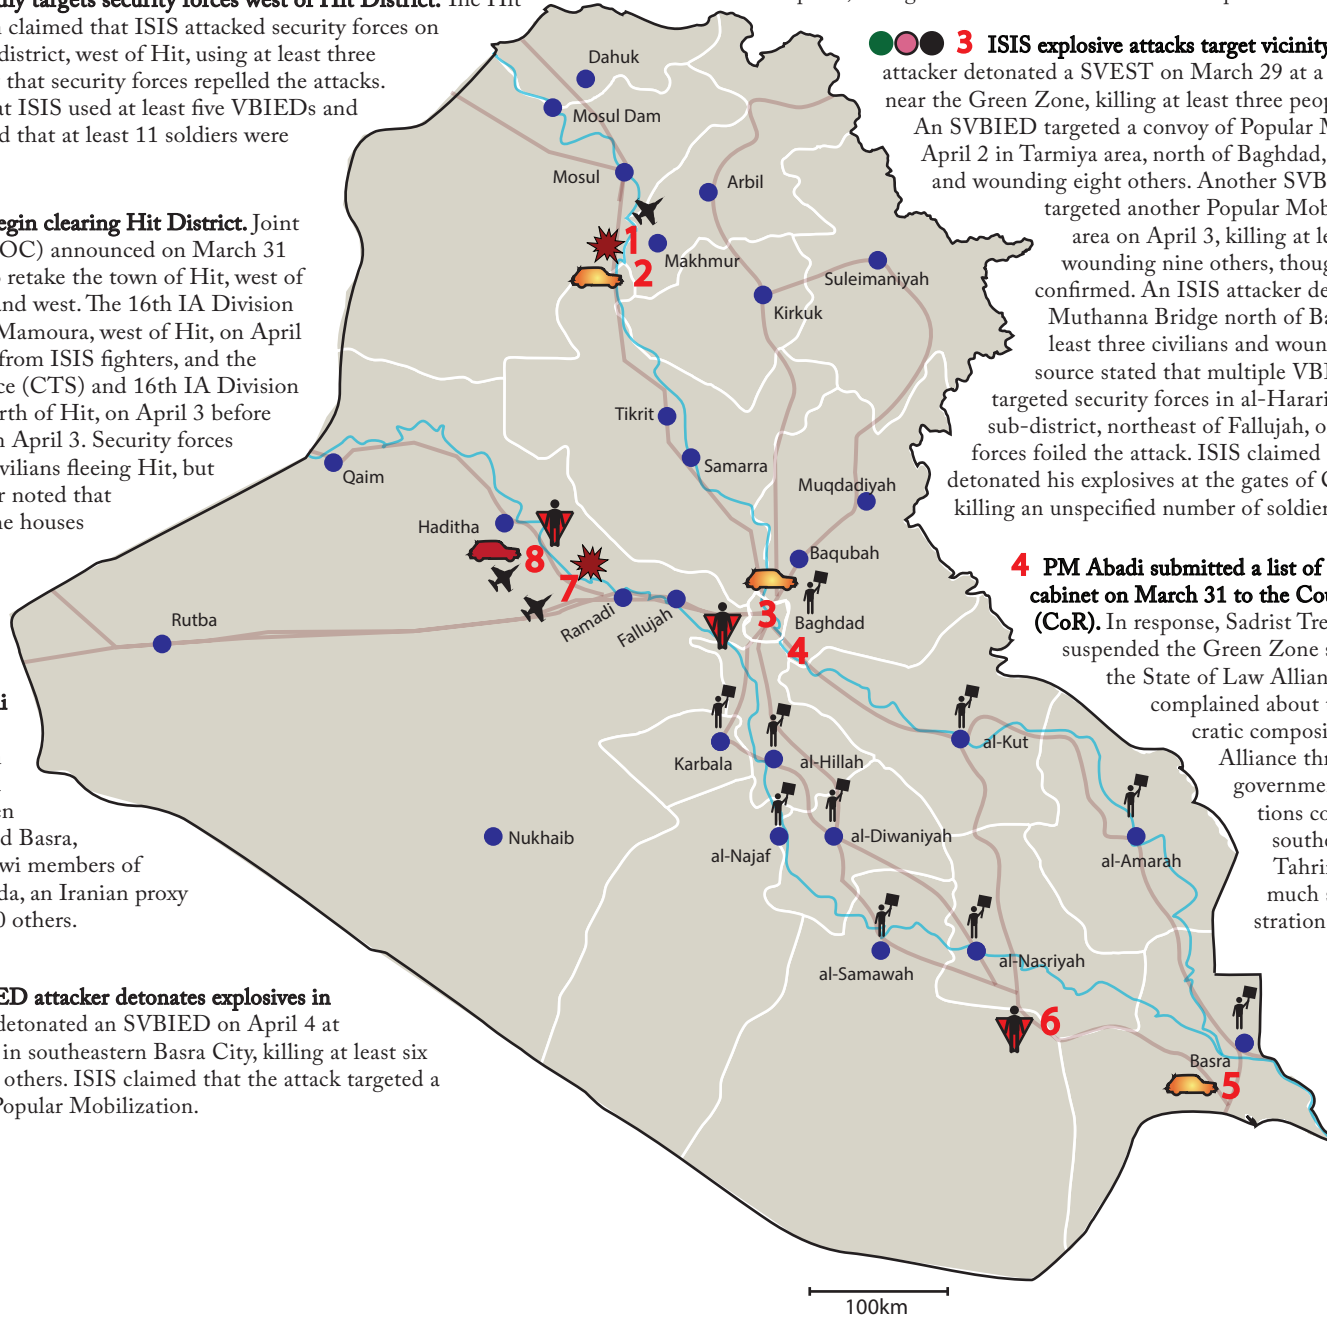 dly targets security forces west of Hit District. The Hit
claimed that ISIS attacked security forces on
district, west of Hit, using at least three
that security forces repelled the attacks.
at ISIS used at least five VBIEDs and
d that at least 11 soldiers were
egin clearing Hit District. Joint
OC) announced on March 31
retake the town of Hit, west of
and west. The 16th IA Division
Mamoura, west of Hit, on April
from ISIS fighters, and the
ce (CTS) and 16th IA Division
rth of Hit, on April 3 before
n April 3. Security forces
ivilians fleeing Hit, but
r noted that
he houses
i
en
d Basra,
wi members of
da, an Iranian proxy
0 others.
ED attacker detonates explosives in
detonated an SVBIED on April 4 at
in southeastern Basra City, killing at least six
others. ISIS claimed that the attack targeted a
Popular Mobilization.
3 ISIS explosive attacks target vicinity
attacker detonated a SVEST on March 29 at a
near the Green Zone, killing at least three peop
An SVBIED targeted a convoy of Popular M
April 2 in Tarmiya area, north of Baghdad,
and wounding eight others. Another SVB
targeted another Popular Mob
area on April 3, killing at le
wounding nine others, thoug
confirmed. An ISIS attacker de
Muthanna Bridge north of Ba
least three civilians and woun
source stated that multiple VBI
targeted security forces in al-Harari
sub-district, northeast of Fallujah, o
forces foiled the attack. ISIS claimed
detonated his explosives at the gates of C
killing an unspecified number of soldier
4 PM Abadi submitted a list of
cabinet on March 31 to the Cou
(CoR). In response, Sadrist Tre
suspended the Green Zone s
the State of Law Allian
complained about t
cratic composi
Alliance thr
governmen
tions co
southe
Tahri
much s
stration
Dahuk
Mosul Dam
Mosul
Arbil
1
Makhmur
2
Suleimaniyah
Kirkuk
Tikrit
Samarra
Qaim
Muqdadiyah
Haditha
Baqubah
8
7
Ramadi
Fallujah
3
Baghdad
4
Rutba
Karbala
al-Hillah
al-Kut
Nukhaib
al-Najaf
al-Diwaniyah
al-Amarah
al-Samawah
al-Nasriyah
6
Basra
5
100km